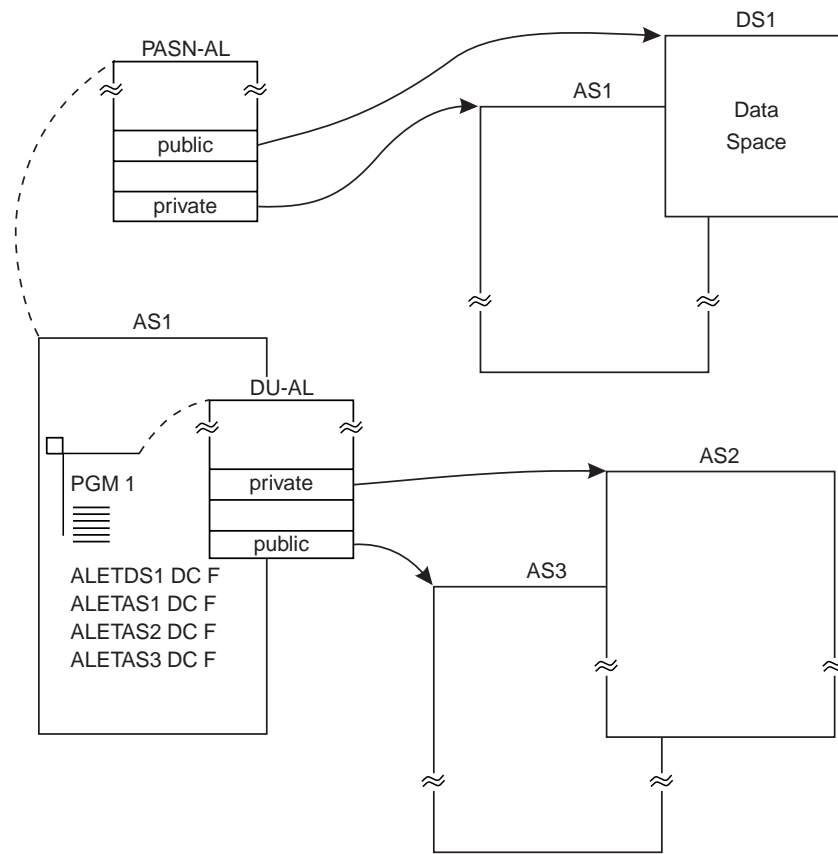 DS1
PASN-AL
AS1
Data
Space
public
private
AS1
DU-AL
AS2
PGM 1
private
public
AS3
ALETDS1 DC F
ALETAS1 DC F
ALETAS2 DC F
ALETAS3 DC F